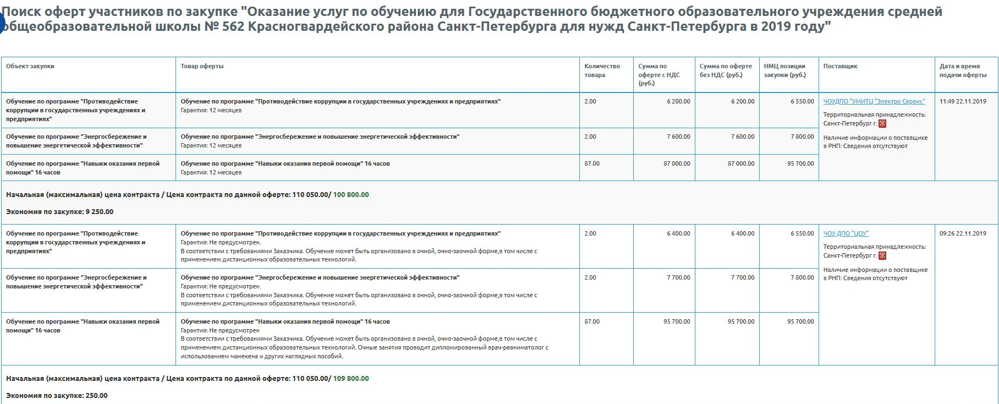 Поиск оферт участников по закупке "Оказание услуг по обучению для Государственного бюджетного образовательного учреждения средней
общеобразовательной школы № 562 Красногвардейского района Санкт-Петербурга для нужд Санкт-Петербурга в 2019 году"
Объект закупки
Товар оферты
Количество
товара
Сумма по
оферте с НДС
(руб.)
Сумма по оферте
без НДС (руб.)
НМЦ позиции
закупки (руб.)
Поставщик
Дата и время
подачи оферты
Обучение по программе "Противодействие
коррупции в государственных учреждениях и
предприятиях"
Обучение по программе "Противодействие коррупции в государственных учреждениях и предприятиях"
Гарантия: 12 месяцев
2.00
6 200.00
6 200.00
6 550.00
ЧОУДПО "УМИТЦ "Электро Сервис"
Территориальная принадлежность:
Санкт-Петербург г.
Наличие информации о поставщике
в РНП: Сведения отсутствуют
11:49 22.11.2019
Обучение по программе "Энергосбережение и
повышение энергетической эффективности"
Обучение по программе "Энергосбережение и повышение энергетической эффективности"
Гарантия: 12 месяцев
2.00
7 600.00
7 600.00
7 800.00
Обучение по программе "Навыки оказания первой
помощи" 16 часов
Обучение по программе "Навыки оказания первой помощи" 16 часов
Гарантия: 12 месяцев
87.00
87 000.00
87 000.00
95 700.00
Начальная (максимальная) цена контракта / Цена контракта по данной оферте: 110 050.00/ 100 800.00
Экономия по закупке: 9 250.00
Обучение по программе "Противодействие
коррупции в государственных учреждениях и
предприятиях"
Обучение по программе "Противодействие коррупции в государственных учреждениях и предприятиях"
Гарантия: Не предусмотрен.
В соответствии с требованиями Заказчика. Обучение может быть организовано в очной, очно-заочной форме,в том числе с
применением дистанционных образовательных технологий.
2.00
6 400.00
6 400.00
6 550.00
ЧОУ ДПО "ЦОУ"
Территориальная принадлежность:
Санкт-Петербург г.
Наличие информации о поставщике
в РНП: Сведения отсутствуют
09:26 22.11.2019
Обучение по программе "Энергосбережение и
повышение энергетической эффективности"
Обучение по программе "Энергосбережение и повышение энергетической эффективности"
Гарантия: Не предусмотрен.
В соответствии с требованиями Заказчика. Обучение может быть организовано в очной, очно-заочной форме,в том числе с
применением дистанционных образовательных технологий.
2.00
7 700.00
7 700.00
7 800.00
Обучение по программе "Навыки оказания первой
помощи" 16 часов
Обучение по программе "Навыки оказания первой помощи" 16 часов
Гарантия: Не предусмотрен
В соответствии с требованиями Заказчика. Обучение может быть организовано в очной, очно-заочной форме,в том числе с
применением дистанционных образовательных технологий. Очные занятия проводит дипломированный врач-реаниматолог с
использованием манекена и других наглядных пособий.
87.00
95 700.00
95 700.00
95 700.00
Начальная (максимальная) цена контракта / Цена контракта по данной оферте: 110 050.00/ 109 800.00
Экономия по закупке: 250.00